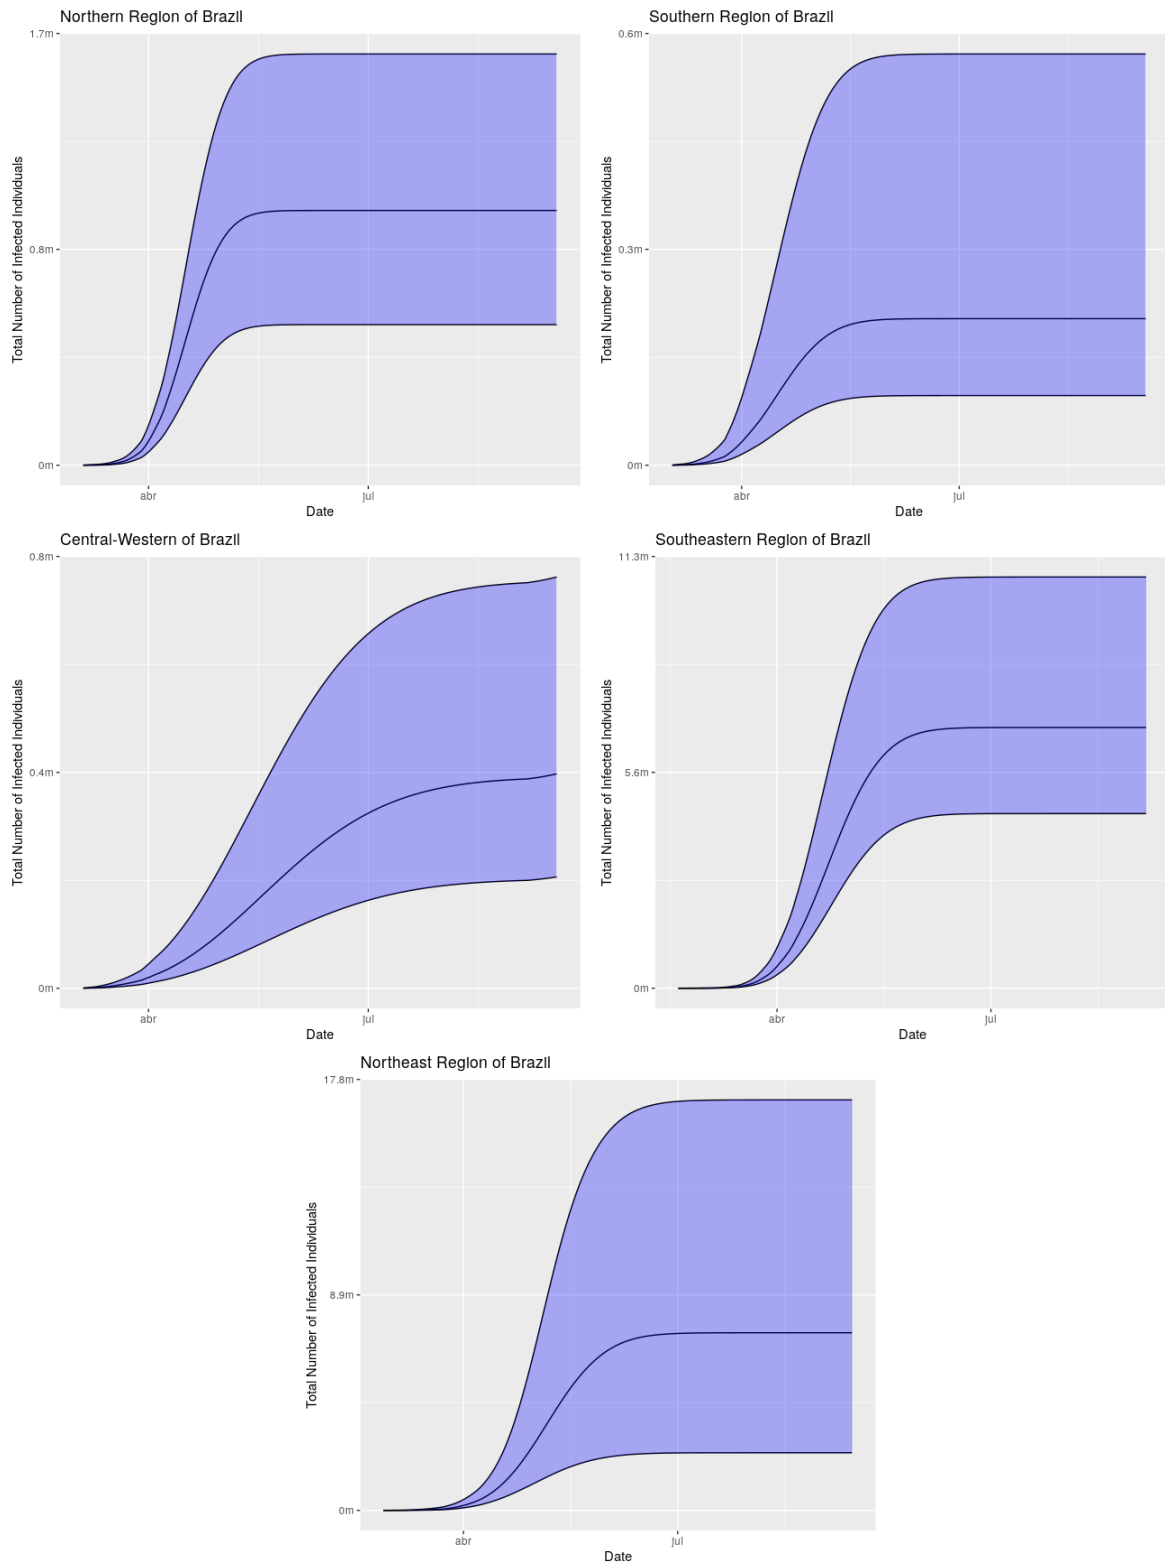 Northern Region of Brazil
1.7m
0.8m
0m
Total Number of Infected Individuals
abr
jul
Date
Southern Region of Brazil
0.6m
0.3m
0m
Total Number of Infected Individuals
abr
jul
Date
Central-Western of Brazil
0.8m
0.4m
0m
Total Number of Infected Individuals
abr
jul
Date
Southeastern Region of Brazil
11.3m
5.6m
0m
Total Number of Infected Individuals
abr
jul
Date
Northeast Region of Brazil
17.8m
8.9m
0m
Total Number of Infected Individuals
abr
jul
Date